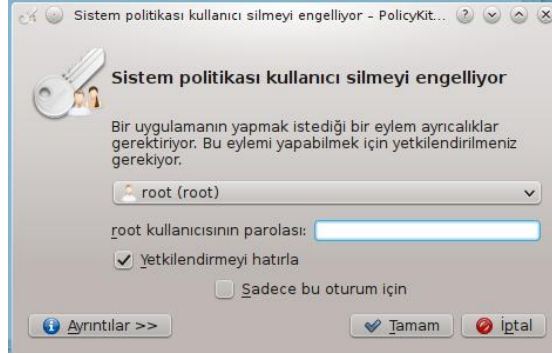 Sistem politikası kullanıcı silmeyi engelliyor – PolicyKit...
Sistem politikası kullanıcı silmeyi engelliyor
Bir uygulamanın yapmak istediği bir eylem ayrıcalıklar
gerektiriyor. Bu eylemi yapabilmek için yetkilendirilmeniz
gerekiyor.
root (root)
root kullanıcısının parolası:
Yetkilendirmeyi hatırla
Sadece bu oturum için
Ayrıntılar >>
Tamam
İptal